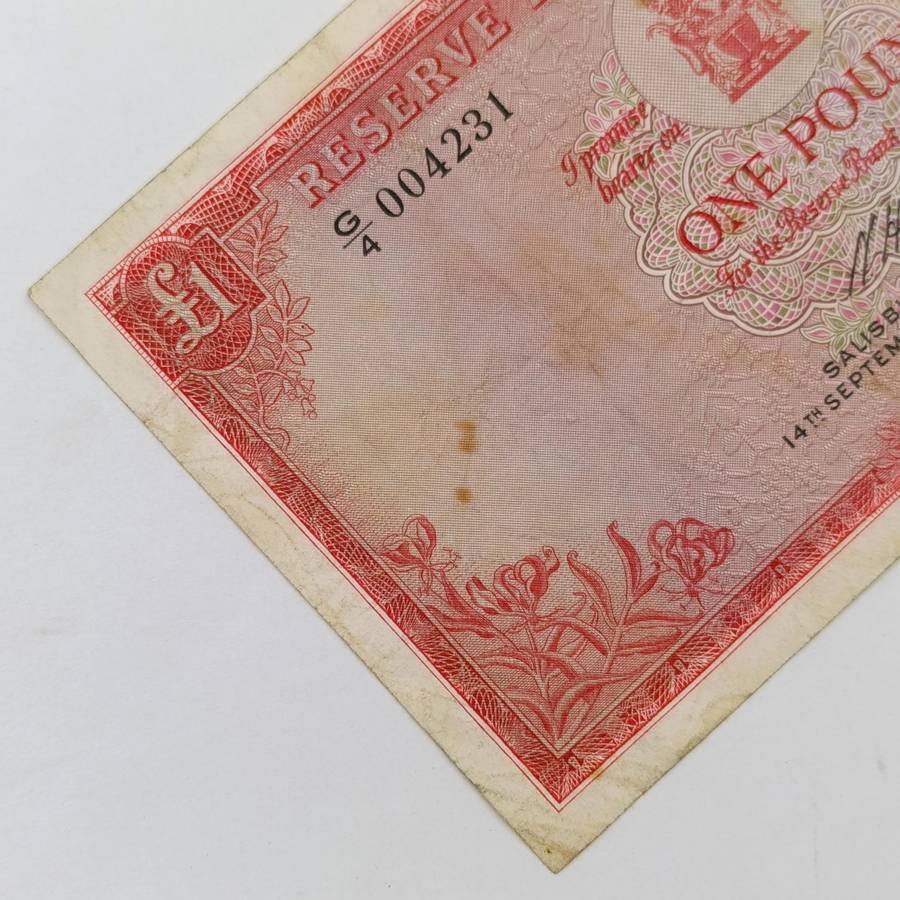 RESERVE
G/4 004231
£1
I promise
bearer on
ONE POUN
For the Reserve Bank
SALISB
14TH SEPTEM